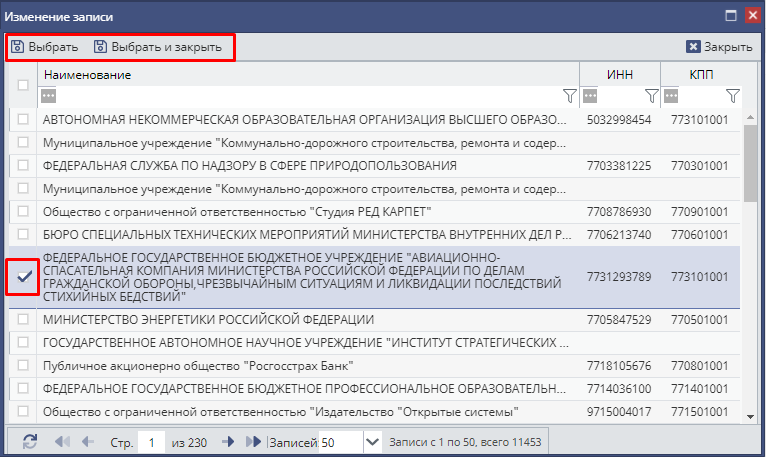 Изменение записи
Выбрать Выбрать и закрыть Закрыть
Наименование ИНН КПП
АВТОНОМНАЯ НЕКОММЕРЧЕСКАЯ ОБРАЗОВАТЕЛЬНАЯ ОРГАНИЗАЦИЯ ВЫСШЕГО ОБРАЗО... 5032998454 773101001
Муниципальное учреждение "Коммунально-дорожного строительства, ремонта и содер...
ФЕДЕРАЛЬНАЯ СЛУЖБА ПО НАДЗОРУ В СФЕРЕ ПРИРОДОПОЛЬЗОВАНИЯ 7703381225 770301001
Муниципальное учреждение "Коммунально-дорожного строительства, ремонта и содер...
Общество с ограниченной ответственностью "Студия РЕД КАРПЕТ" 7708786930 770901001
БЮРО СПЕЦИАЛЬНЫХ ТЕХНИЧЕСКИХ МЕРОПРИЯТИЙ МИНИСТЕРСТВА ВНУТРЕННИХ ДЕЛ Р... 7706213740 770601001
ФЕДЕРАЛЬНОЕ ГОСУДАРСТВЕННОЕ БЮДЖЕТНОЕ УЧРЕЖДЕНИЕ "АВИАЦИОННО-
СПАСАТЕЛЬНАЯ КОМПАНИЯ МИНИСТЕРСТВА РОССИЙСКОЙ ФЕДЕРАЦИИ ПО ДЕЛАМ
ГРАЖДАНСКОЙ ОБОРОНЫ,ЧРЕЗВЫЧАЙНЫМ СИТУАЦИЯМ И ЛИКВИДАЦИИ ПОСЛЕДСТВИЙ 7731293789 773101001
СТИХИЙНЫХ БЕДСТВИЙ"
МИНИСТЕРСТВО ЭНЕРГЕТИКИ РОССИЙСКОЙ ФЕДЕРАЦИИ 7705847529 770501001
ГОСУДАРСТВЕННОЕ АВТОНОМНОЕ НАУЧНОЕ УЧРЕЖДЕНИЕ "ИНСТИТУТ СТРАТЕГИЧЕСКИХ ...
Публичное акционерно общество "Росгосстрах Банк" 7718105676 770801001
ФЕДЕРАЛЬНОЕ ГОСУДАРСТВЕННОЕ БЮДЖЕТНОЕ ПРОФЕССИОНАЛЬНОЕ ОБРАЗОВАТЕЛЬН... 7714036100 771401001
Общество с ограниченной ответственностью "Издательство "Открытые системы" 9715004017 771501001
Стр. 1 из 230 Записей: 50 Записи с 1 по 50, всего 11453